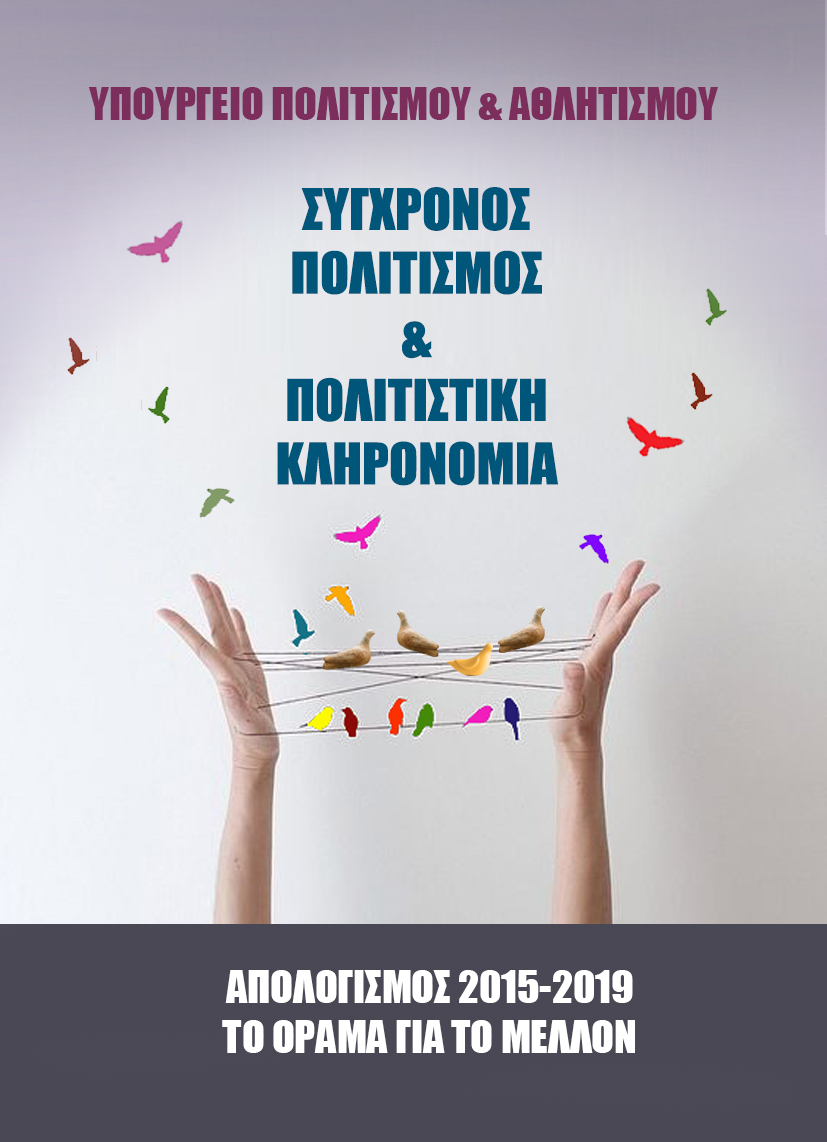 ΥΠΟΥΡΓΕΙΟ ΠΟΛΙΤΙΣΜΟΥ & ΑΘΛΗΤΙΣΜΟΥ
ΣΥΓΧΡΟΝΟΣ
ΠΟΛΙΤΙΣΜΟΣ
&
ΠΟΛΙΤΙΣΤΙΚΗ
ΚΛΗΡΟΝΟΜΙΑ
ΑΠΟΛΟΓΙΣΜΟΣ 2015-2019
ΤΟ ΟΡΑΜΑ ΓΙΑ ΤΟ ΜΕΛΛΟΝ